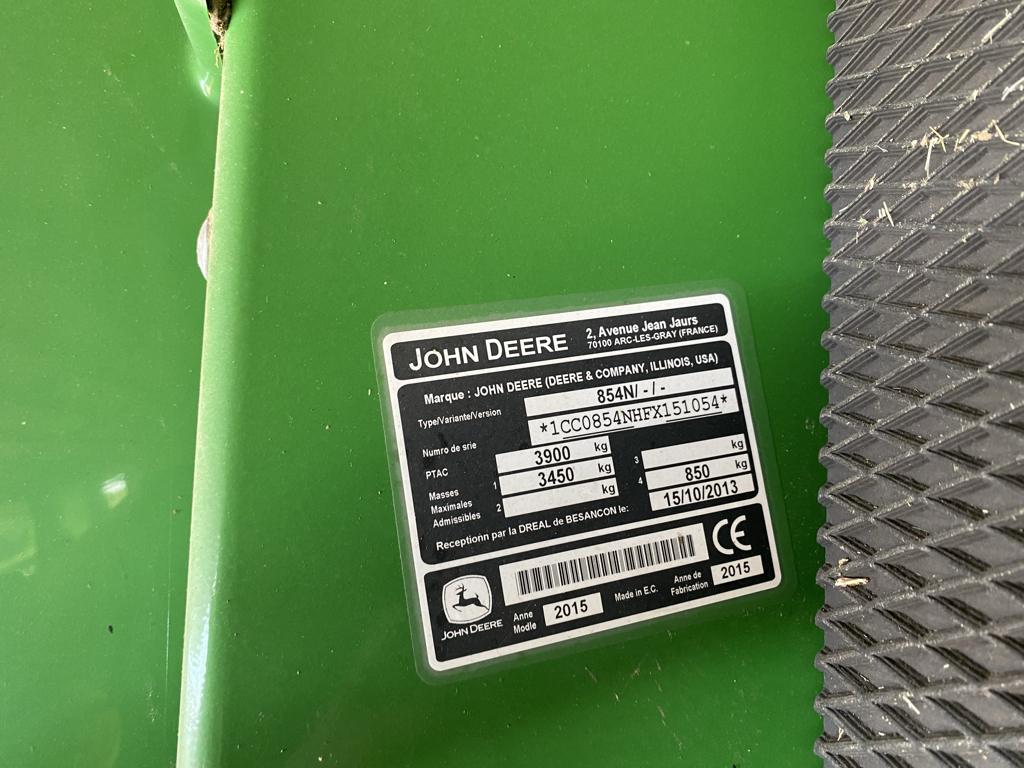 JOHN DEERE
2, Avenue Jean Jaurs
70100 ARC-LES-GRAY (FRANCE)
Marque : JOHN DEERE (DEERE & COMPANY, ILLINOIS, USA)
Type/Variante/Version 854N/ - / -
Numro de srie *1CC0854NHFX151054*
PTAC 3900 kg
Masses Maximales Admissibles
1 3450 kg
2 kg
3 kg
4 850 kg
Receptionn par la DREAL de BESANCON le: 15/10/2013
CE
JOHN DEERE
Anne Modle 2015
Made in E.C.
Anne de Fabrication 2015